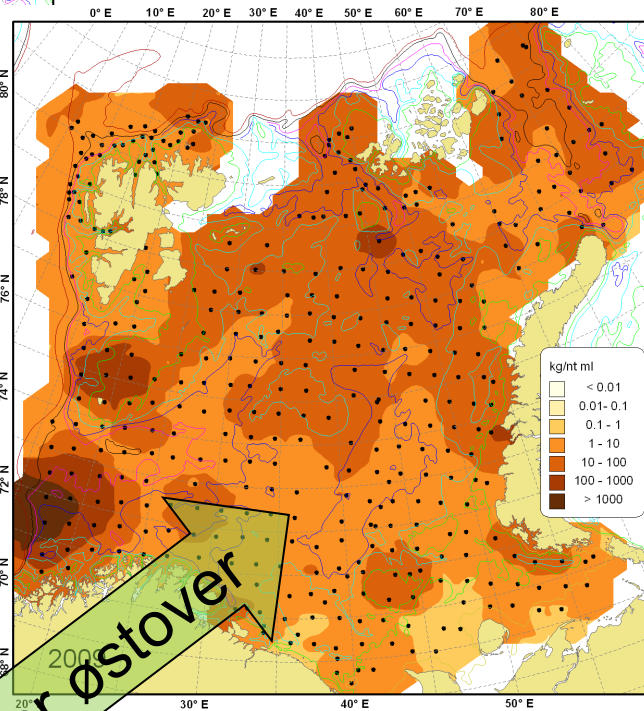 0° E 10° E 20° E 30° E 40° E 50° E 60° E 70° E 80° E
80° N
78° N
76° N
74° N
72° N
70° N
68° N
kg/nt ml
< 0.01
0.01- 0.1
0.1 - 1
1 - 10
10 - 100
100 - 1000
> 1000
r østover
20° 30° E 40° E 50° E